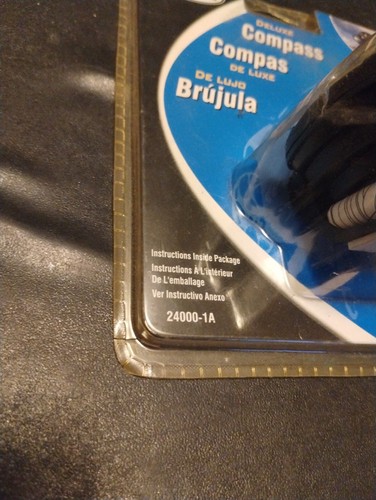 DELUXE
Compass
Compas
DE LUXE
DE LUJO
Brújula
Instructions Inside Package
Instructions À L'intérieur
De L'emballage
Ver Instructivo Anexo
24000-1A